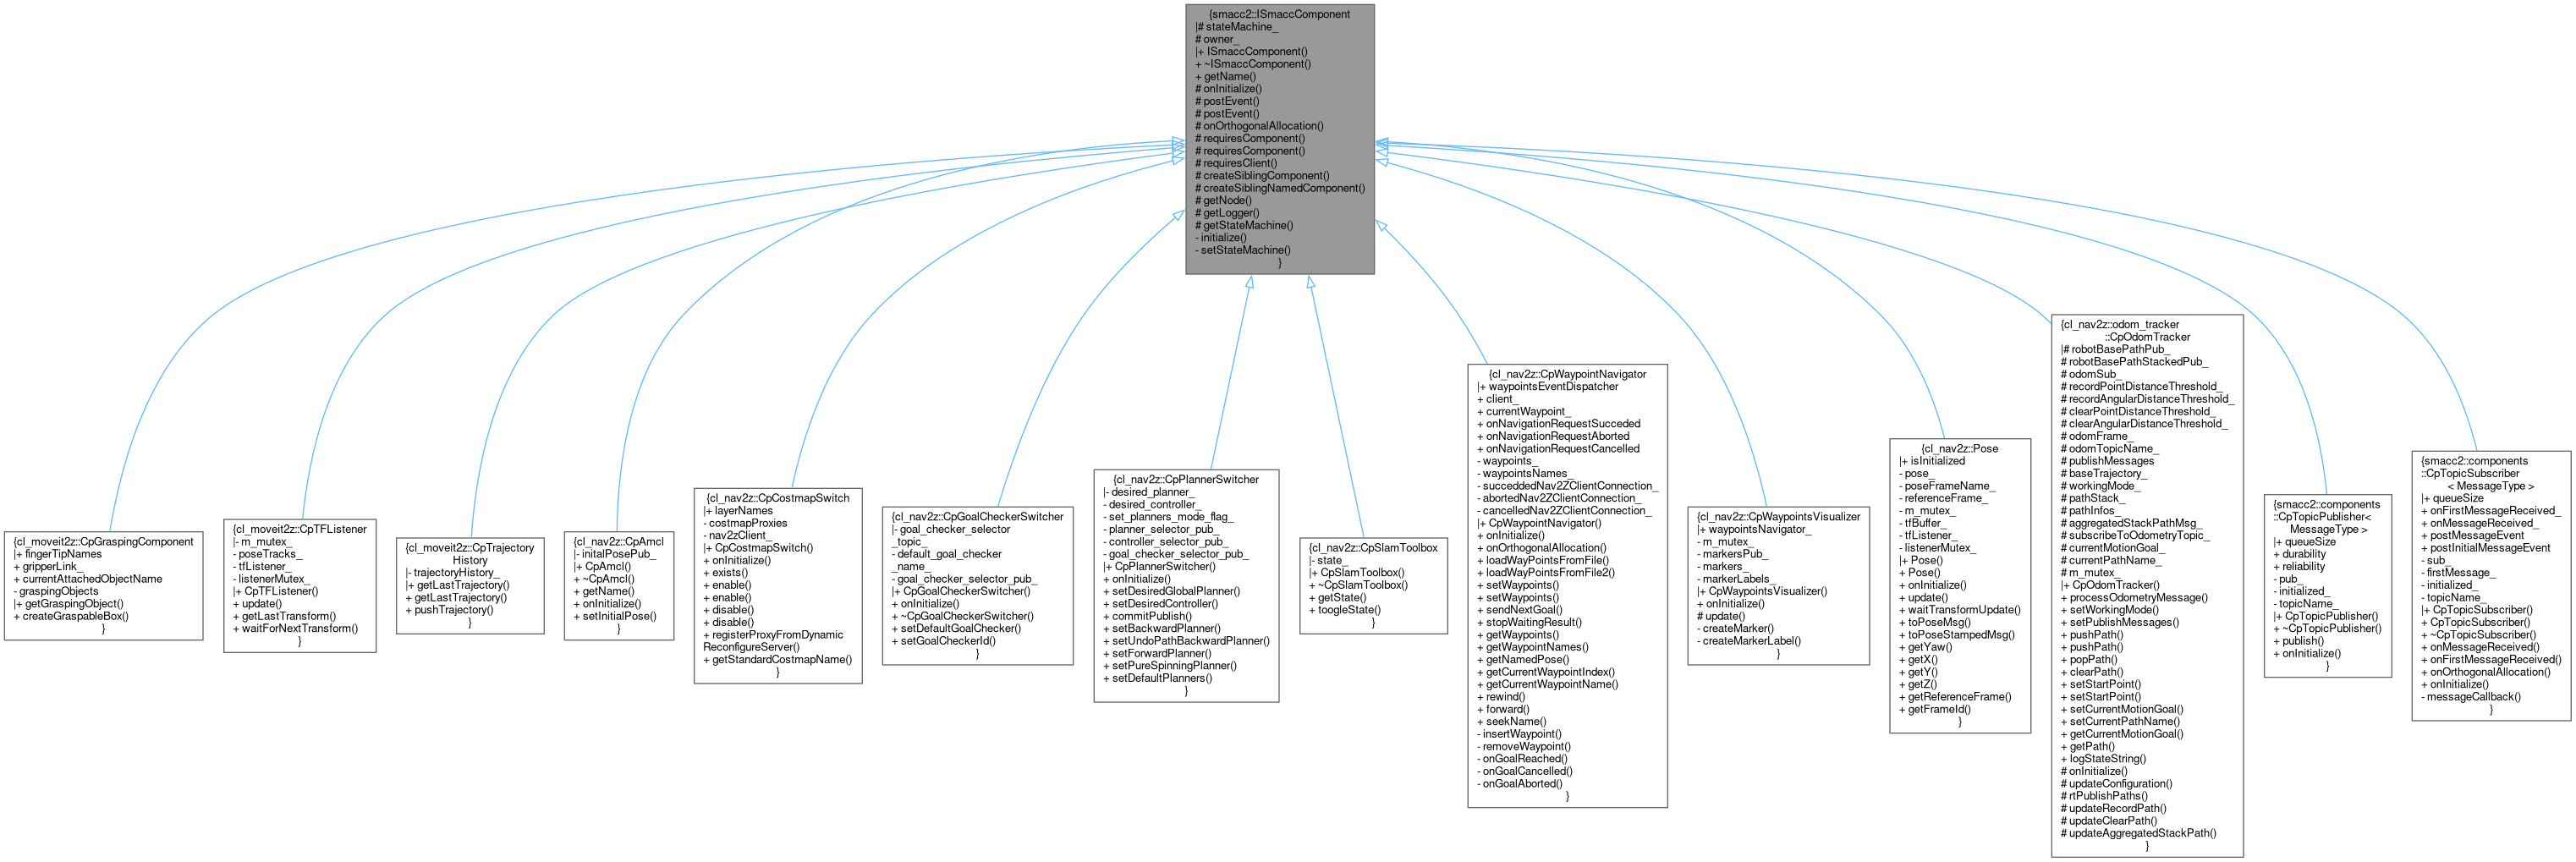 {smacc2::ISmaccComponent
|# stateMachine_
# owner_
|+ ISmaccComponent()
+ ~ISmaccComponent()
+ getName()
# onInitialize()
# postEvent()
# postEvent()
# onOrthogonalAllocation()
# requiresComponent()
# requiresComponent()
# requiresClient()
# createSiblingComponent()
# createSiblingNamedComponent()
# getNode()
# getLogger()
# getStateMachine()
- initialize()
- setStateMachine()
}
{cl_moveit2z::CpGraspingComponent
|+ fingerTipNames
+ gripperLink_
+ currentAttachedObjectName
- graspingObjects
|+ getGraspingObject()
+ createGraspableBox()
}
{cl_moveit2z::CpTFListener
|- m_mutex_
- poseTracks_
- tfListener_
- listenerMutex_
|+ CpTFListener()
+ update()
+ getLastTransform()
+ waitForNextTransform()
}
{cl_moveit2z::CpTrajectory
History
|- trajectoryHistory_
|+ getLastTrajectory()
+ getLastTrajectory()
+ pushTrajectory()
}
{cl_nav2z::CpAmcl
|- initalPosePub_
|+ CpAmcl()
+ ~CpAmcl()
+ getName()
+ onInitialize()
+ setInitialPose()
}
{cl_nav2z::CpCostmapSwitch
|+ layerNames
- costmapProxies
- nav2zClient_
|+ CpCostmapSwitch()
+ onInitialize()
+ exists()
+ enable()
+ enable()
+ disable()
+ disable()
+ registerProxyFromDynamic
ReconfigureServer()
+ getStandardCostmapName()
}
{cl_nav2z::CpGoalCheckerSwitcher
|- goal_checker_selector
_topic_
- default_goal_checker
_name_
- goal_checker_selector_pub_
|+ CpGoalCheckerSwitcher()
+ onInitialize()
+ ~CpGoalCheckerSwitcher()
+ setDefaultGoalChecker()
+ setGoalCheckerId()
}
{cl_nav2z::CpPlannerSwitcher
|- desired_planner_
- desired_controller_
- set_planners_mode_flag_
- planner_selector_pub_
- controller_selector_pub_
- goal_checker_selector_pub_
|+ CpPlannerSwitcher()
+ onInitialize()
+ setDesiredGlobalPlanner()
+ setDesiredController()
+ commitPublish()
+ setBackwardPlanner()
+ setUndoPathBackwardPlanner()
+ setForwardPlanner()
+ setPureSpinningPlanner()
+ setDefaultPlanners()
}
{cl_nav2z::CpSlamToolbox
|- state_
|+ CpSlamToolbox()
+ ~CpSlamToolbox()
+ getState()
+ toogleState()
}
{cl_nav2z::CpWaypointNavigator
|+ waypointsEventDispatcher
+ client_
+ currentWaypoint_
+ onNavigationRequestSucceded
+ onNavigationRequestAborted
+ onNavigationRequestCancelled
- waypoints_
- waypointsNames_
- succeddedNav2ZClientConnection_
- abortedNav2ZClientConnection_
- cancelledNav2ZClientConnection_
|+ CpWaypointNavigator()
+ onInitialize()
+ onOrthogonalAllocation()
+ loadWayPointsFromFile()
+ loadWayPointsFromFile2()
+ setWaypoints()
+ setWaypoints()
+ sendNextGoal()
+ stopWaitingResult()
+ getWaypoints()
+ getWaypointNames()
+ getNamedPose()
+ getCurrentWaypointIndex()
+ getCurrentWaypointName()
+ rewind()
+ forward()
+ seekName()
- insertWaypoint()
- removeWaypoint()
- onGoalReached()
- onGoalCancelled()
- onGoalAborted()
}
{cl_nav2z::CpWaypointsVisualizer
|+ waypointsNavigator_
- m_mutex_
- markersPub_
- markers_
- markerLabels_
|+ CpWaypointsVisualizer()
+ onInitialize()
# update()
- createMarker()
- createMarkerLabel()
}
{cl_nav2z::Pose
|+ isInitialized
- pose_
- poseFrameName_
- referenceFrame_
- m_mutex_
- tfBuffer_
- tfListener_
- listenerMutex_
|+ Pose()
+ Pose()
+ onInitialize()
+ update()
+ waitTransformUpdate()
+ toPoseMsg()
+ toPoseStampedMsg()
+ getYaw()
+ getX()
+ getY()
+ getZ()
+ getReferenceFrame()
+ getFrameId()
}
{cl_nav2z::odom_tracker
::CpOdomTracker
|# robotBasePathPub_
# robotBasePathStackedPub_
# odomSub_
# recordPointDistanceThreshold_
# recordAngularDistanceThreshold_
# clearPointDistanceThreshold_
# clearAngularDistanceThreshold_
# odomFrame_
# odomTopicName_
# publishMessages
# baseTrajectory_
# workingMode_
# pathStack_
# pathInfos_
# aggregatedStackPathMsg_
# subscribeToOdometryTopic_
# currentMotionGoal_
# currentPathName_
# m_mutex_
|+ CpOdomTracker()
+ processOdometryMessage()
+ setWorkingMode()
+ setPublishMessages()
+ pushPath()
+ pushPath()
+ popPath()
+ clearPath()
+ setStartPoint()
+ setStartPoint()
+ setCurrentMotionGoal()
+ setCurrentPathName()
+ getCurrentMotionGoal()
+ getPath()
+ logStateString()
# onInitialize()
# updateConfiguration()
# rtPublishPaths()
# updateRecordPath()
# updateClearPath()
# updateAggregatedStackPath()
}
{smacc2::components
::CpTopicPublisher<
MessageType >
|+ queueSize
+ durability
+ reliability
- pub_
- initialized_
- topicName_
|+ CpTopicPublisher()
+ ~CpTopicPublisher()
+ publish()
+ onInitialize()
}
{smacc2::components
::CpTopicSubscriber
< MessageType >
|+ queueSize
+ onFirstMessageReceived_
+ onMessageReceived_
+ postMessageEvent
+ postInitialMessageEvent
- sub_
- firstMessage_
- initialized_
- topicName_
|+ CpTopicSubscriber()
+ CpTopicSubscriber()
+ ~CpTopicSubscriber()
+ onMessageReceived()
+ onFirstMessageReceived()
+ onOrthogonalAllocation()
+ onInitialize()
- messageCallback()
}